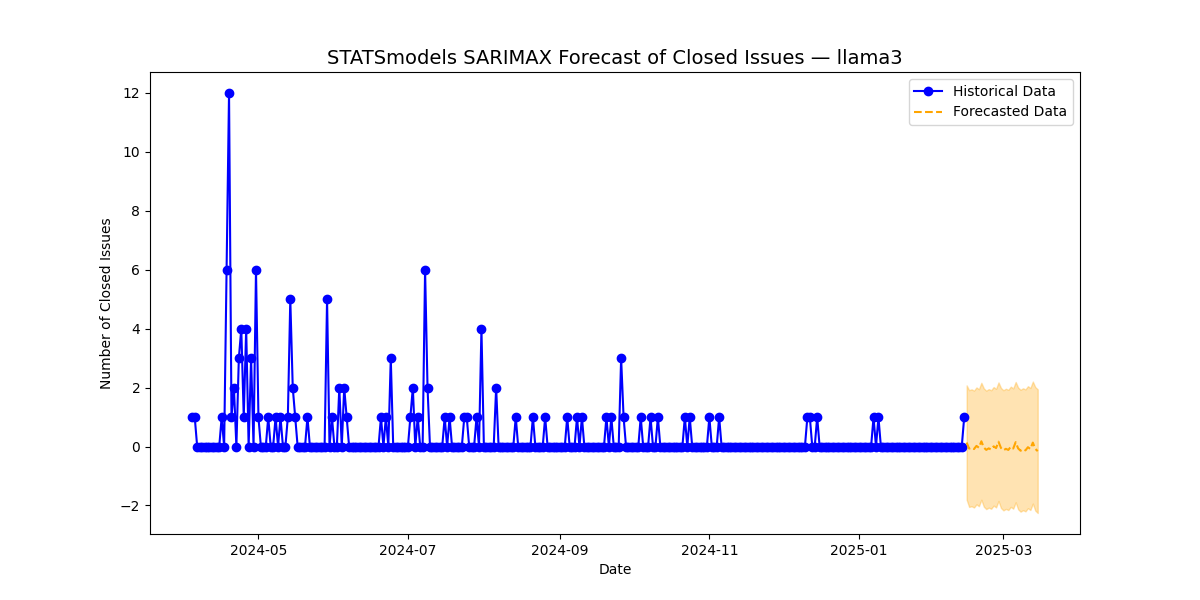 STATSmodels SARIMAX Forecast of Closed Issues — llama3
Historical Data
Forecasted Data
Number of Closed Issues
12
10
8
6
4
2
0
−2
2024-05
2024-07
2024-09
2024-11
2025-01
2025-03
Date